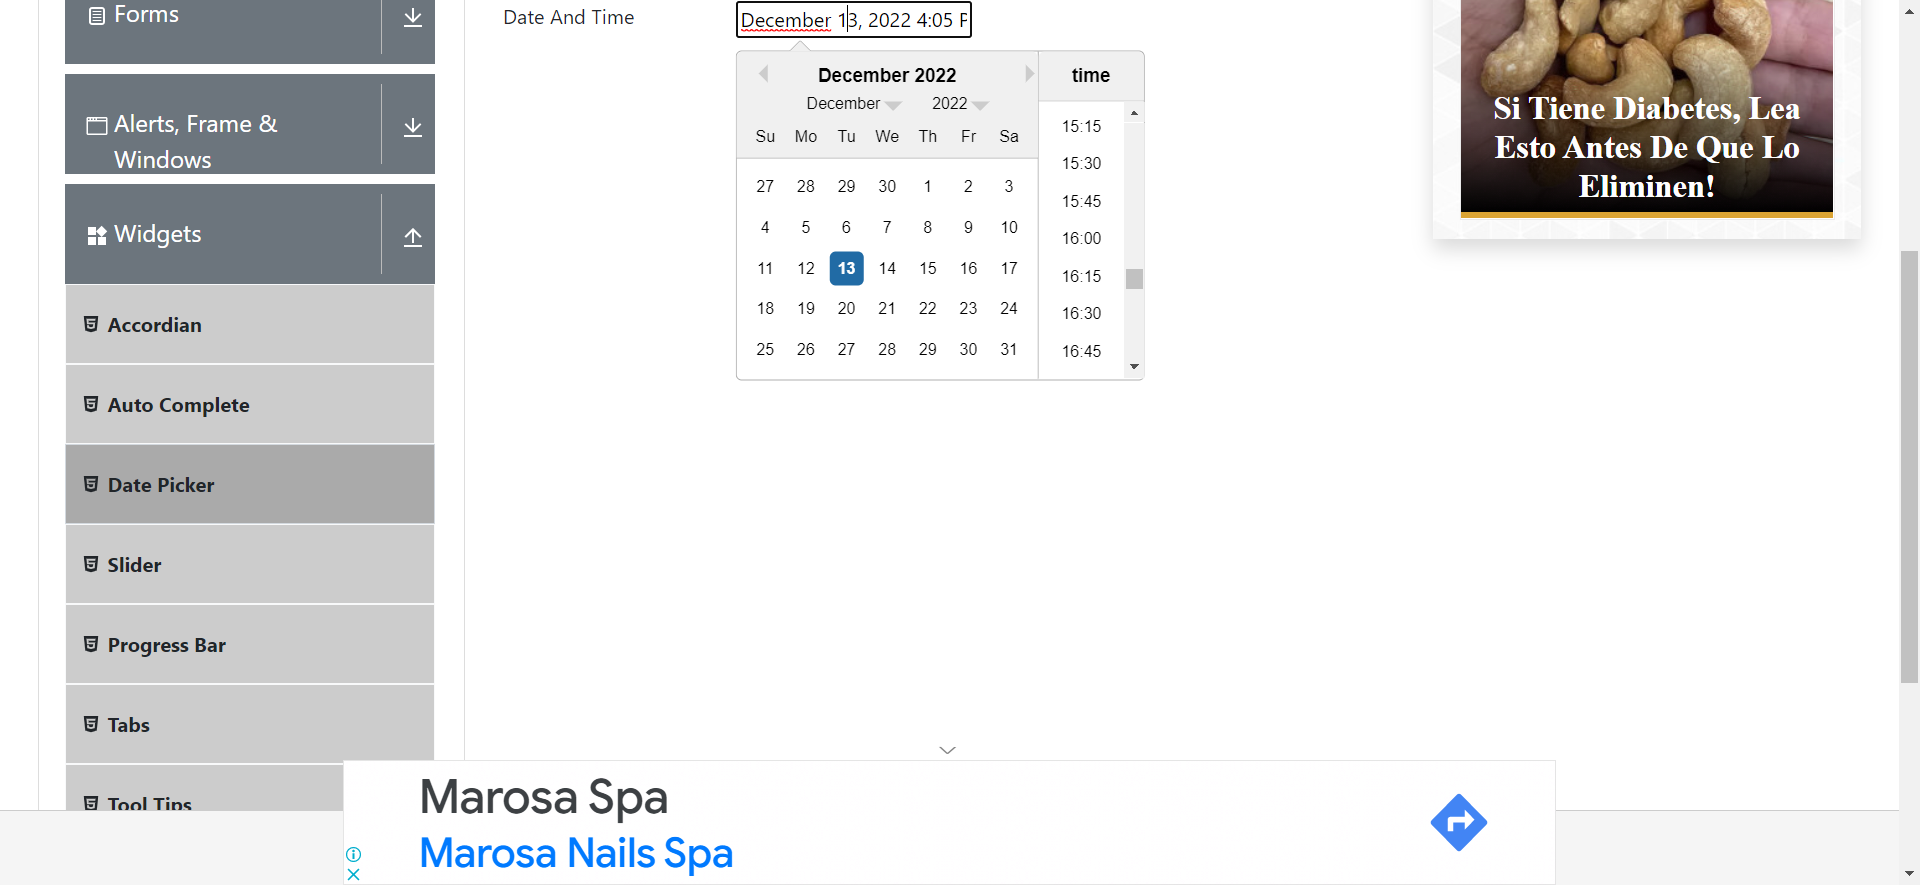 Forms
Alerts, Frame &
Windows
Widgets
Accordian
Auto Complete
Date Picker
Slider
Progress Bar
Tabs
Tool Tips
Date And Time
December 13, 2022 4:05 P
December 2022
December 2022
Su Mo Tu We Th Fr Sa
27 28 29 30 1 2 3
4 5 6 7 8 9 10
11 12 13 14 15 16 17
18 19 20 21 22 23 24
25 26 27 28 29 30 31
time
15:15
15:30
15:45
16:00
16:15
16:30
16:45
Si Tiene Diabetes, Lea
Esto Antes De Que Lo
Eliminen!
Marosa Spa
Marosa Nails Spa